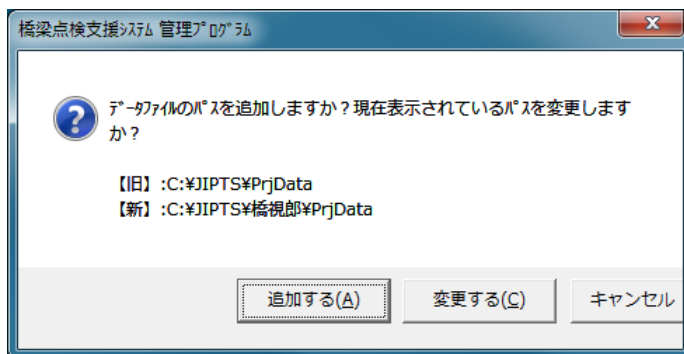 橋梁点検支援ｼｽﾃﾑ 管理ﾌﾟﾛｸﾞﾗﾑ
ﾃﾞｰﾀﾌｧｲﾙのﾊﾟｽを追加しますか？現在表示されているﾊﾟｽを変更します
か？
【旧】:C:¥JIPTS¥PrjData
【新】:C:¥JIPTS¥橋視郎¥PrjData
追加する(A) 変更する(C) キャンセル